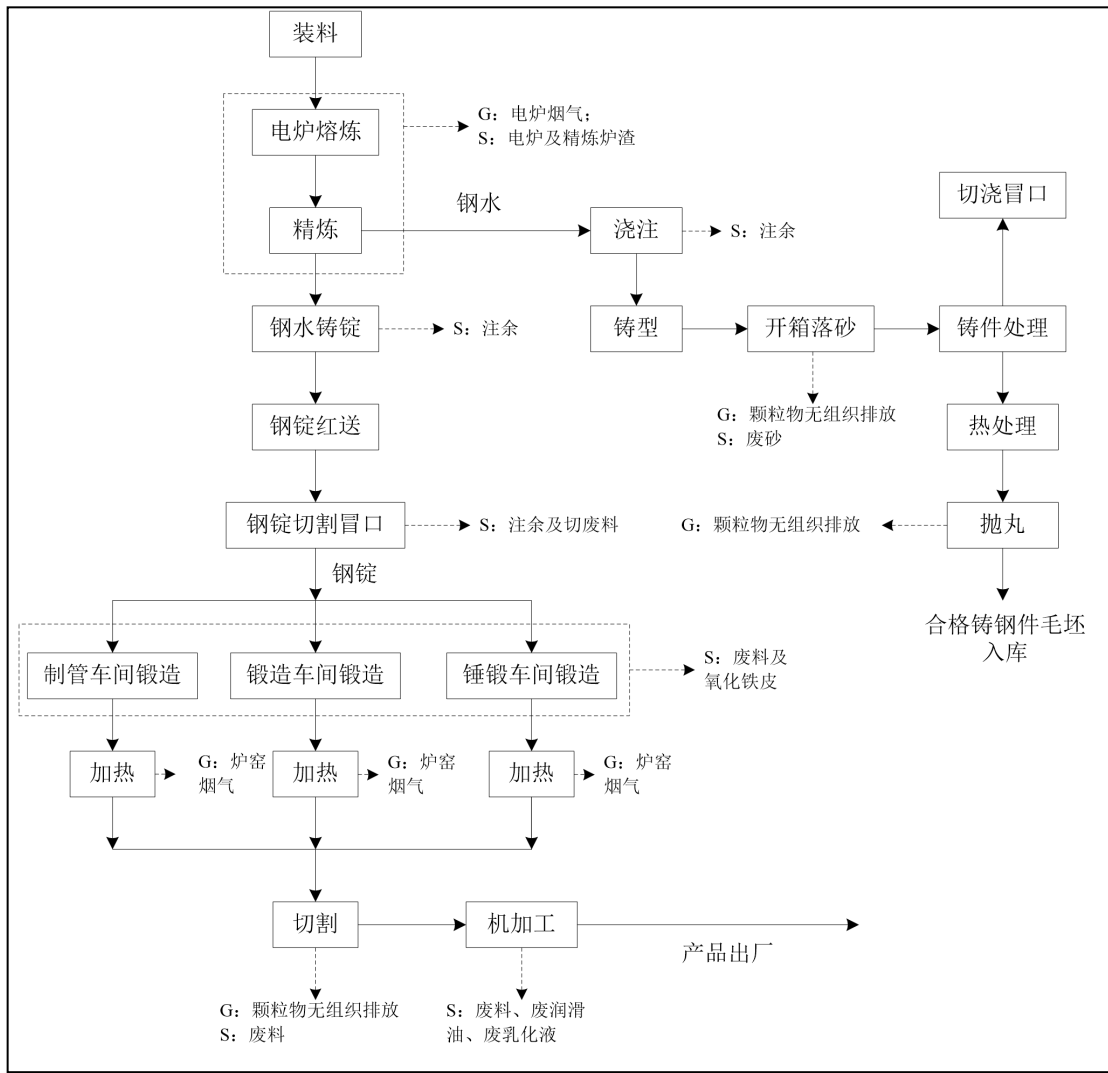 装料
电炉熔炼
G：电炉烟气；
S：电炉及精炼炉渣
精炼
钢水
浇注
S：注余
切浇冒口
钢水铸锭
S：注余
铸型
开箱落砂
铸件处理
G：颗粒物无组织排放
S：废砂
钢锭红送
热处理
钢锭切割冒口
S：注余及切废料
G：颗粒物无组织排放
抛丸
钢锭
合格铸钢件毛坯
入库
制管车间锻造
锻造车间锻造
锤锻车间锻造
S：废料及
氧化铁皮
加热
G：炉窑
烟气
加热
G：炉窑
烟气
加热
G：炉窑
烟气
切割
机加工
产品出厂
G：颗粒物无组织排放
S：废料
S：废料、废润滑
油、废乳化液